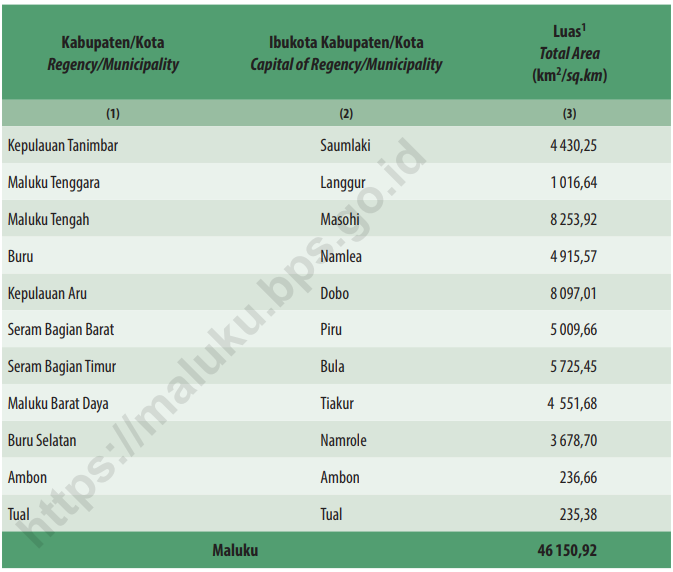 Kabupaten/Kota Ibukota Kabupaten/Kota Luas¹
Regency/Municipality Capital of Regency/Municipality Total Area
(km²/sq.km)
(1) (2) (3)
Kepulauan Tanimbar Saumlaki 4 430,25
Maluku Tenggara Langgur 1 016,64
Maluku Tengah Masohi 8 253,92
Buru Namlea 4 915,57
Kepulauan Aru Dobo 8 097,01
Seram Bagian Barat Piru 5 009,66
Seram Bagian Timur Bula 5 725,45
Maluku Barat Daya Tiakur 4 551,68
Buru Selatan Namrole 3 678,70
Ambon Ambon 236,66
Tual Tual 235,38
Maluku 46 150,92
https://maluku.bps.go.id